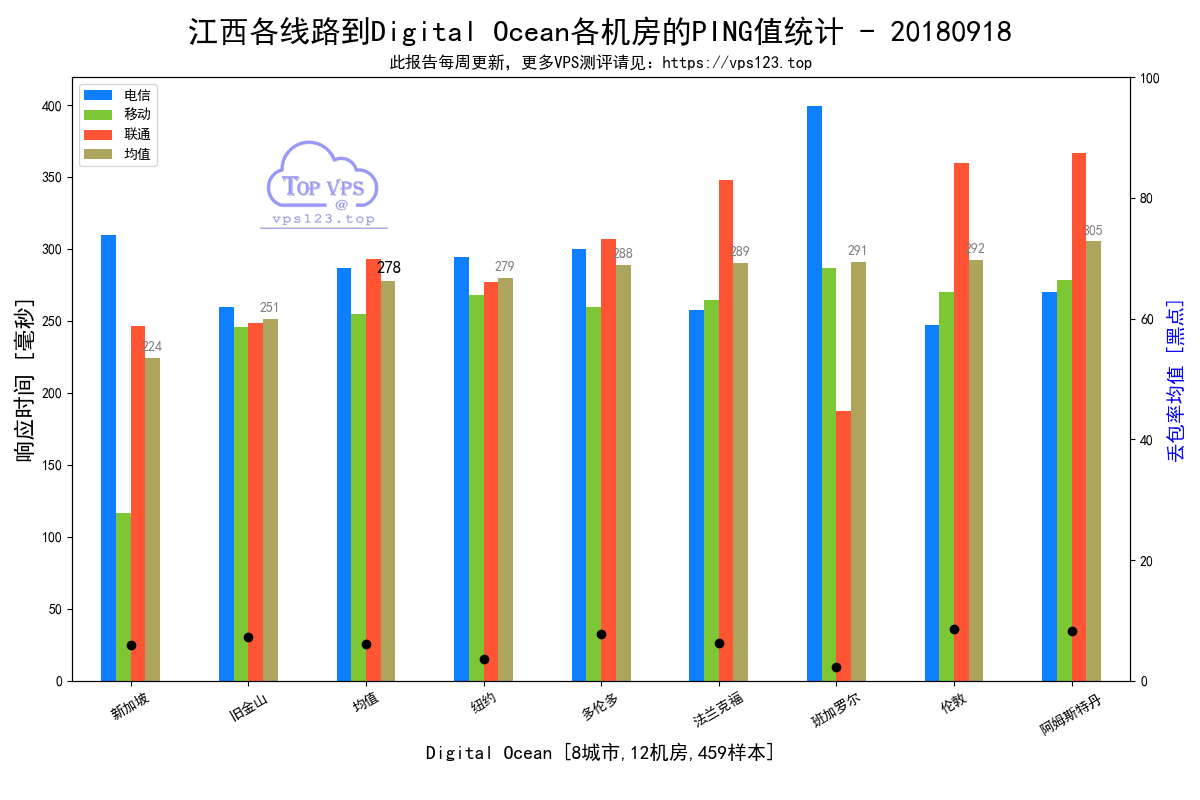 江西各线路到Digital Ocean各机房的PING值统计 - 20180918
此报告每周更新，更多VPS测评请见：https://vps123.top
电信
移动
联通
均值
TOP VPS
@
vps123.top
响应时间 [毫秒]
400
350
300
250
200
150
100
50
0
224
251
278
279
288
289
291
292
305
100
80
60
40
20
0
丢包率均值 [黑点]
新加坡
旧金山
均值
纽约
多伦多
法兰克福
班加罗尔
伦敦
阿姆斯特丹
Digital Ocean [8城市,12机房,459样本]